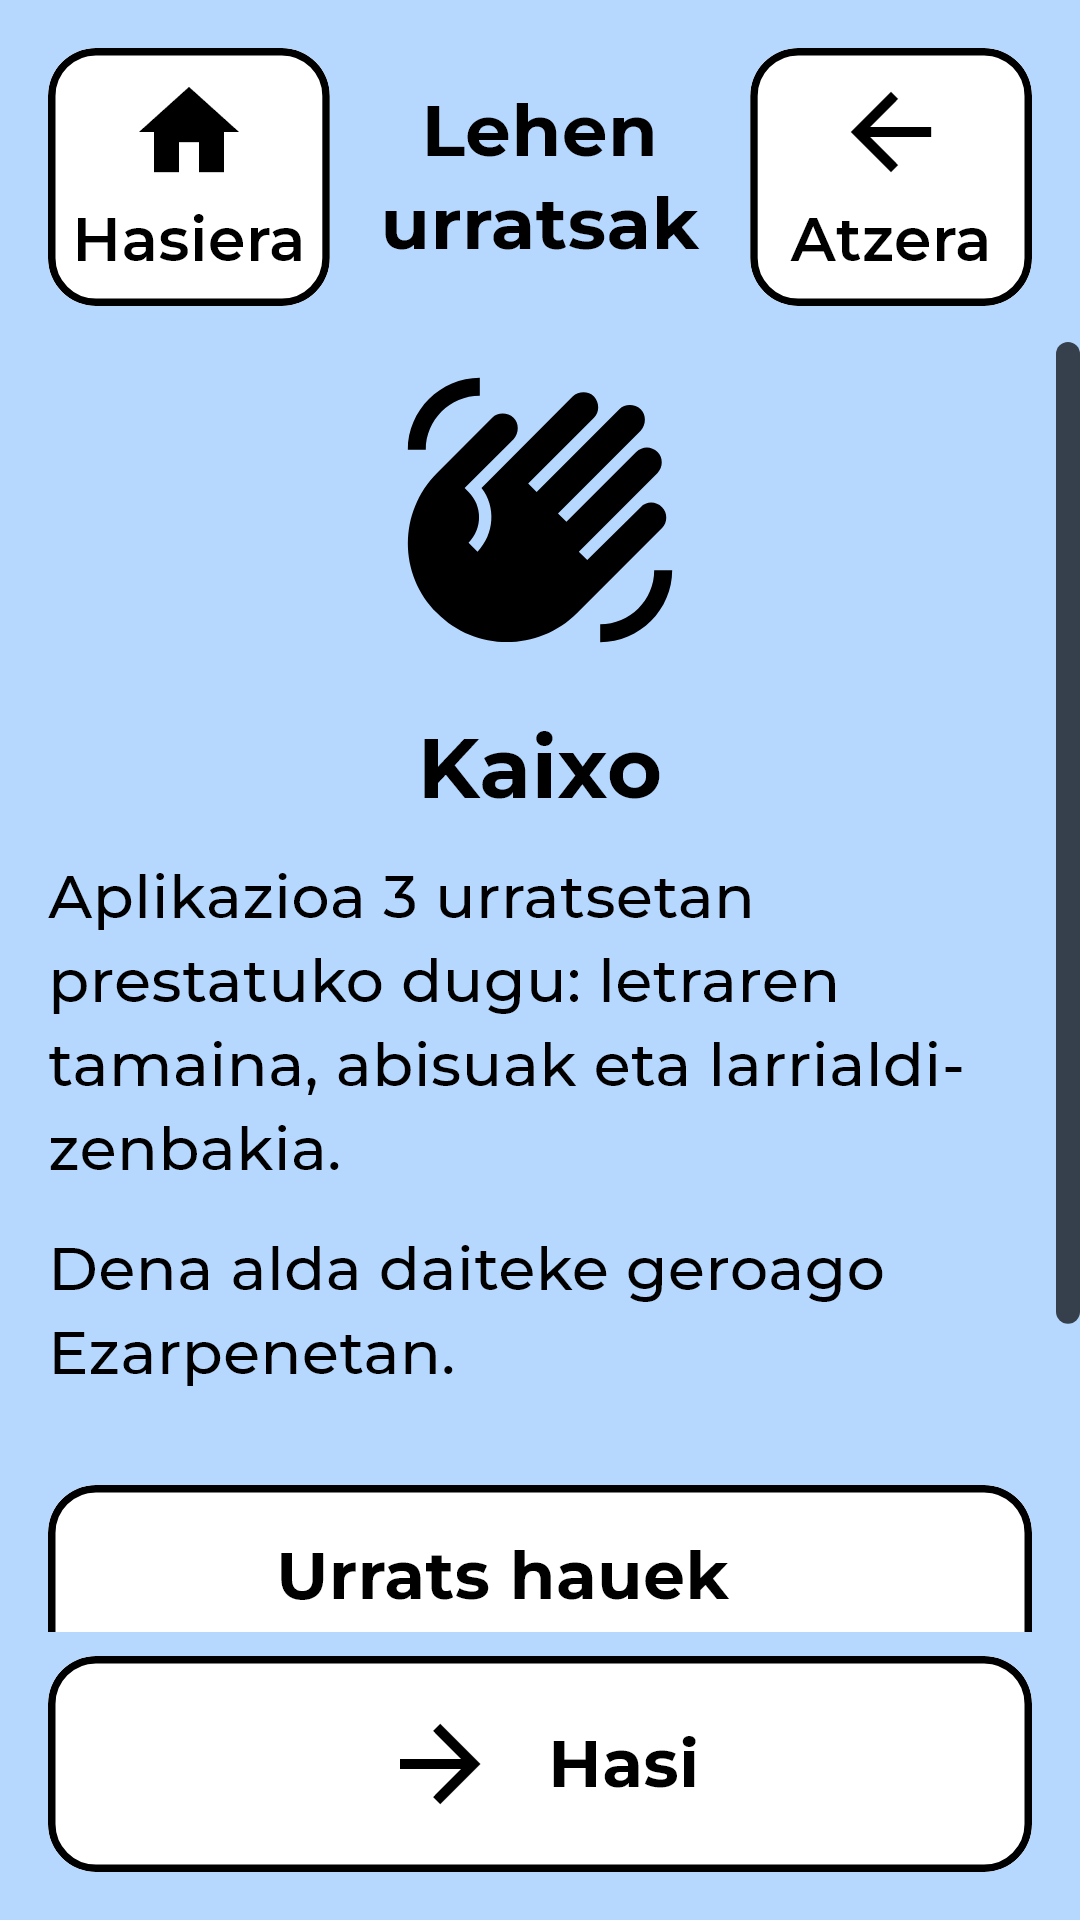 Hasiera
Lehen
urratsak
Atzera
Kaixo
Aplikazioa 3 urratsetan
prestatuko dugu: letraren
tamaina, abisuak eta larrialdi-
zenbakia.
Dena alda daiteke geroago
Ezarpenetan.
Urrats hauek
Hasi